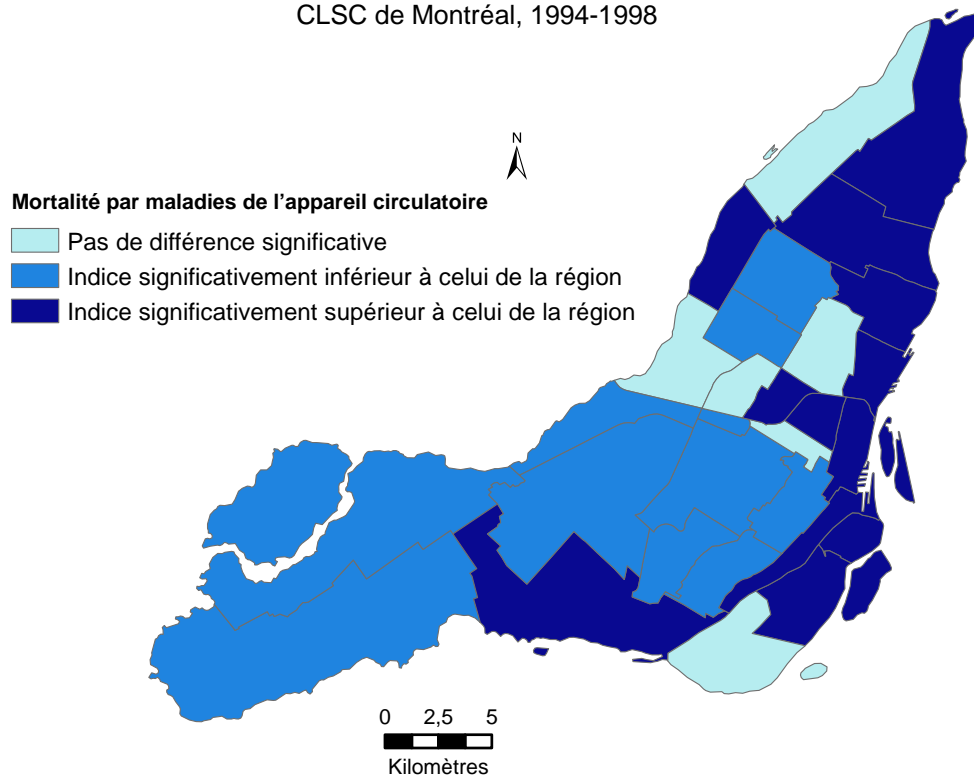 CLSC de Montréal, 1994-1998
N
Mortalité par maladies de l'appareil circulatoire
Pas de différence significative
Indice significativement inférieur à celui de la région
Indice significativement supérieur à celui de la région
0 2,5 5
Kilomètres